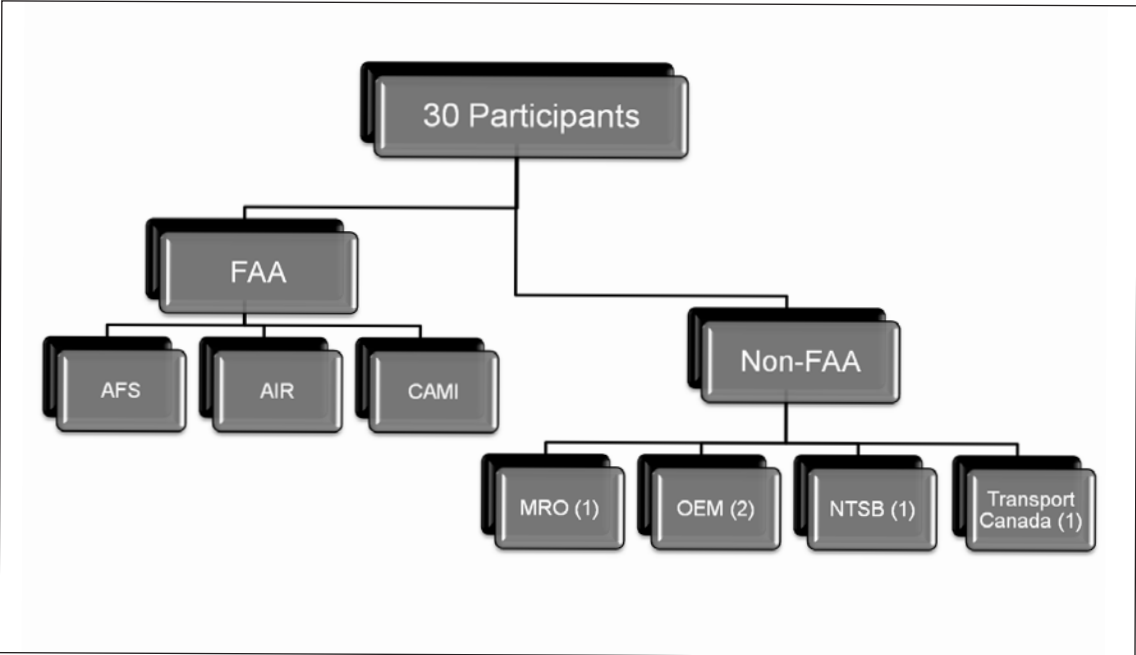 30 Participants
FAA
AFS
AIR
CAMI
Non-FAA
MRO (1)
OEM (2)
NTSB (1)
Transport
Canada (1)